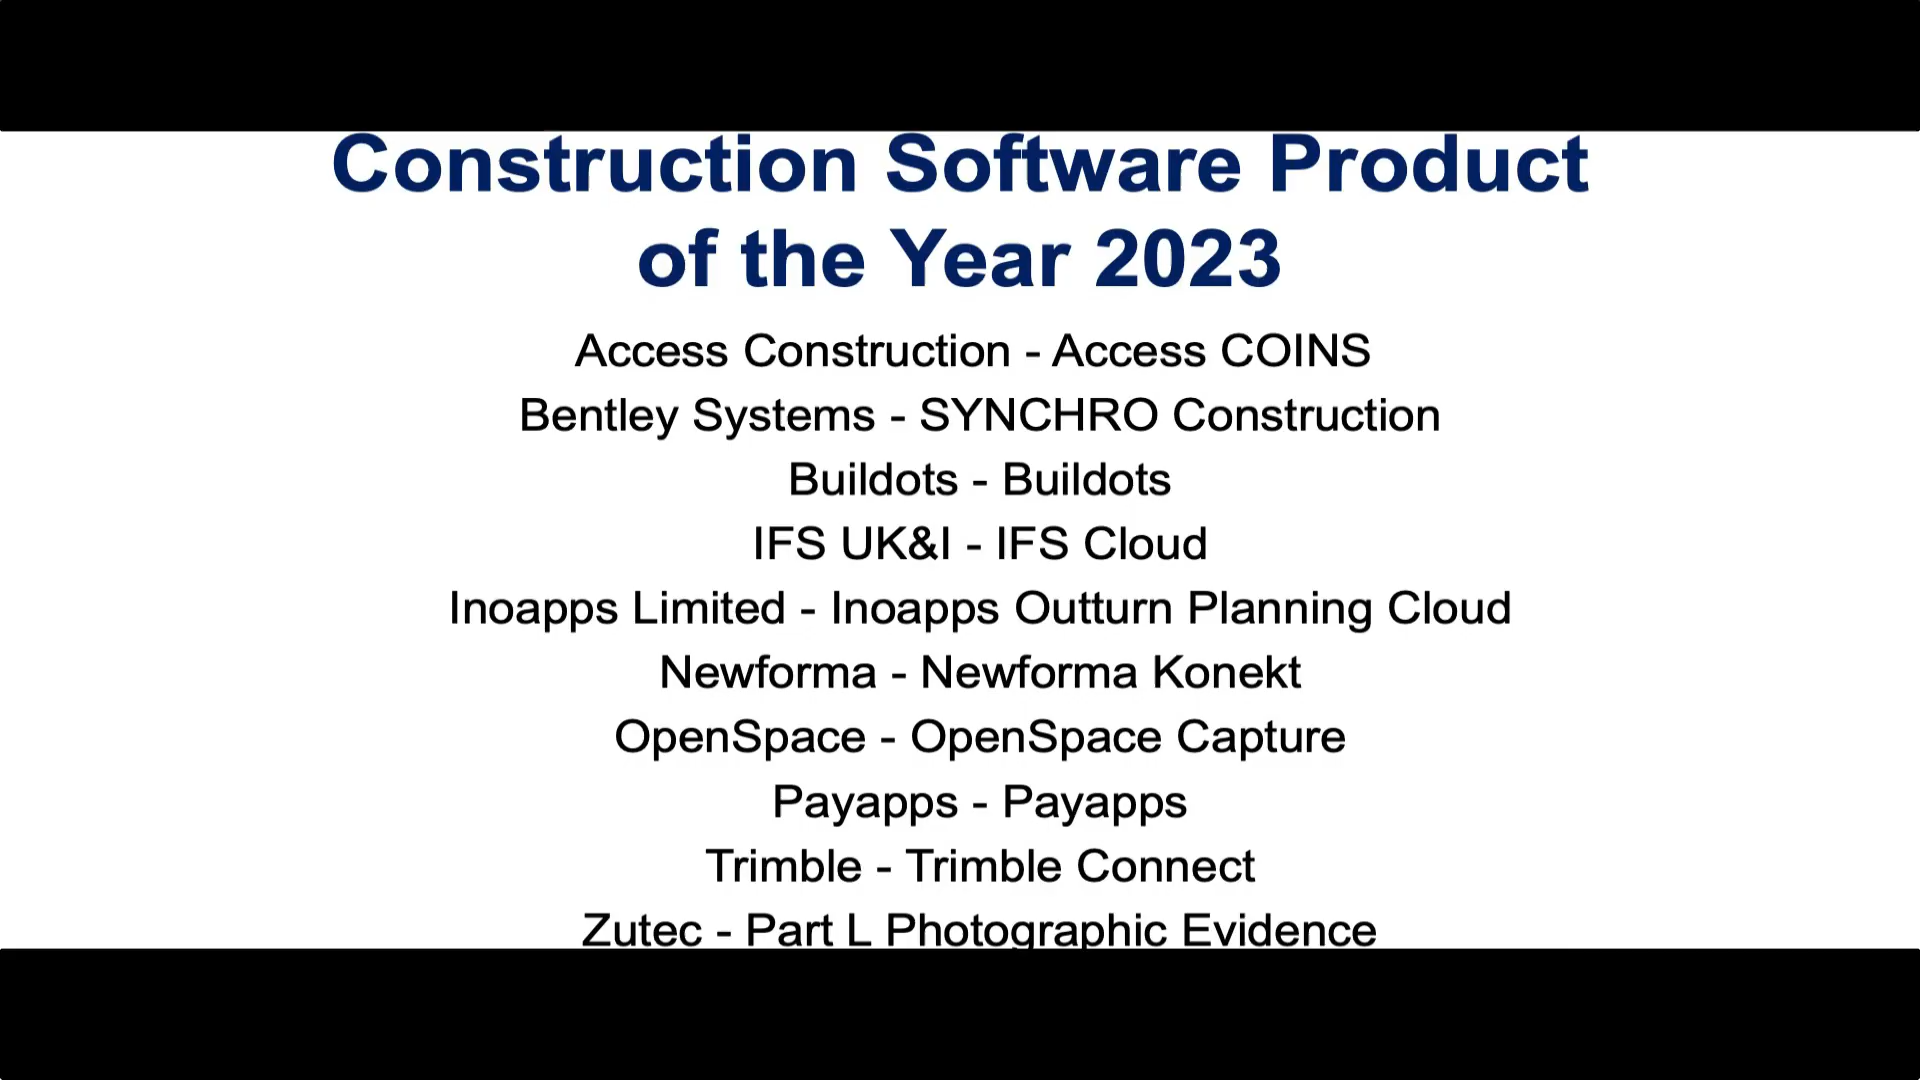 Construction Software Product
of the Year 2023
Access Construction - Access COINS
Bentley Systems - SYNCHRO Construction
Buildots - Buildots
IFS UK&I - IFS Cloud
Inoapps Limited - Inoapps Outturn Planning Cloud
Newforma - Newforma Konekt
OpenSpace - OpenSpace Capture
Payapps - Payapps
Trimble - Trimble Connect
Zutec - Part L Photographic Evidence